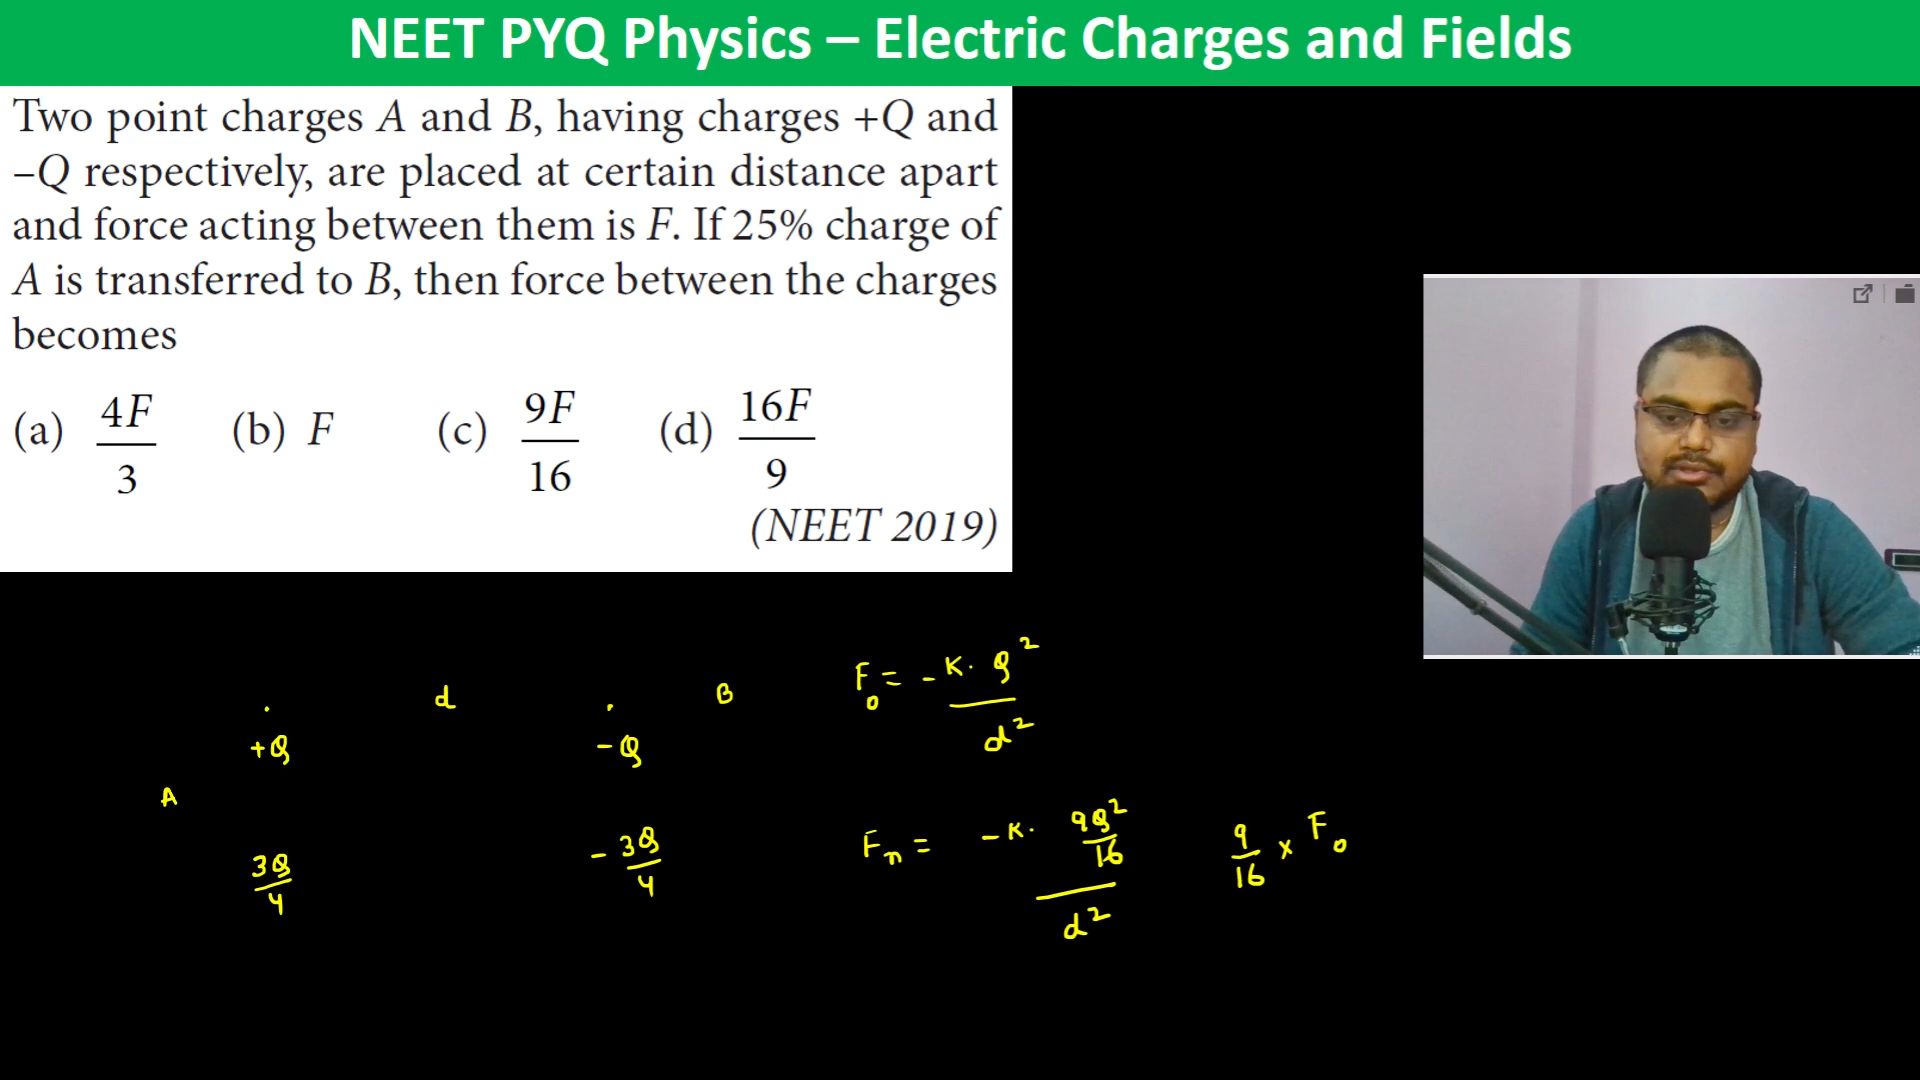 NEET PYQ Physics – Electric Charges and Fields
Two point charges A and B, having charges +Q and
–Q respectively, are placed at certain distance apart
and force acting between them is F. If 25% charge of
A is transferred to B, then force between the charges
becomes
(a) 4F/3 (b) F (c) 9F/16 (d) 16F/9
(NEET 2019)
d B
+Q -Q
F₀ = - K. Q² / d²
A
3Q/4 - 3Q/4
Fn = - K. 9Q²/16 / d² 9/16 × F₀